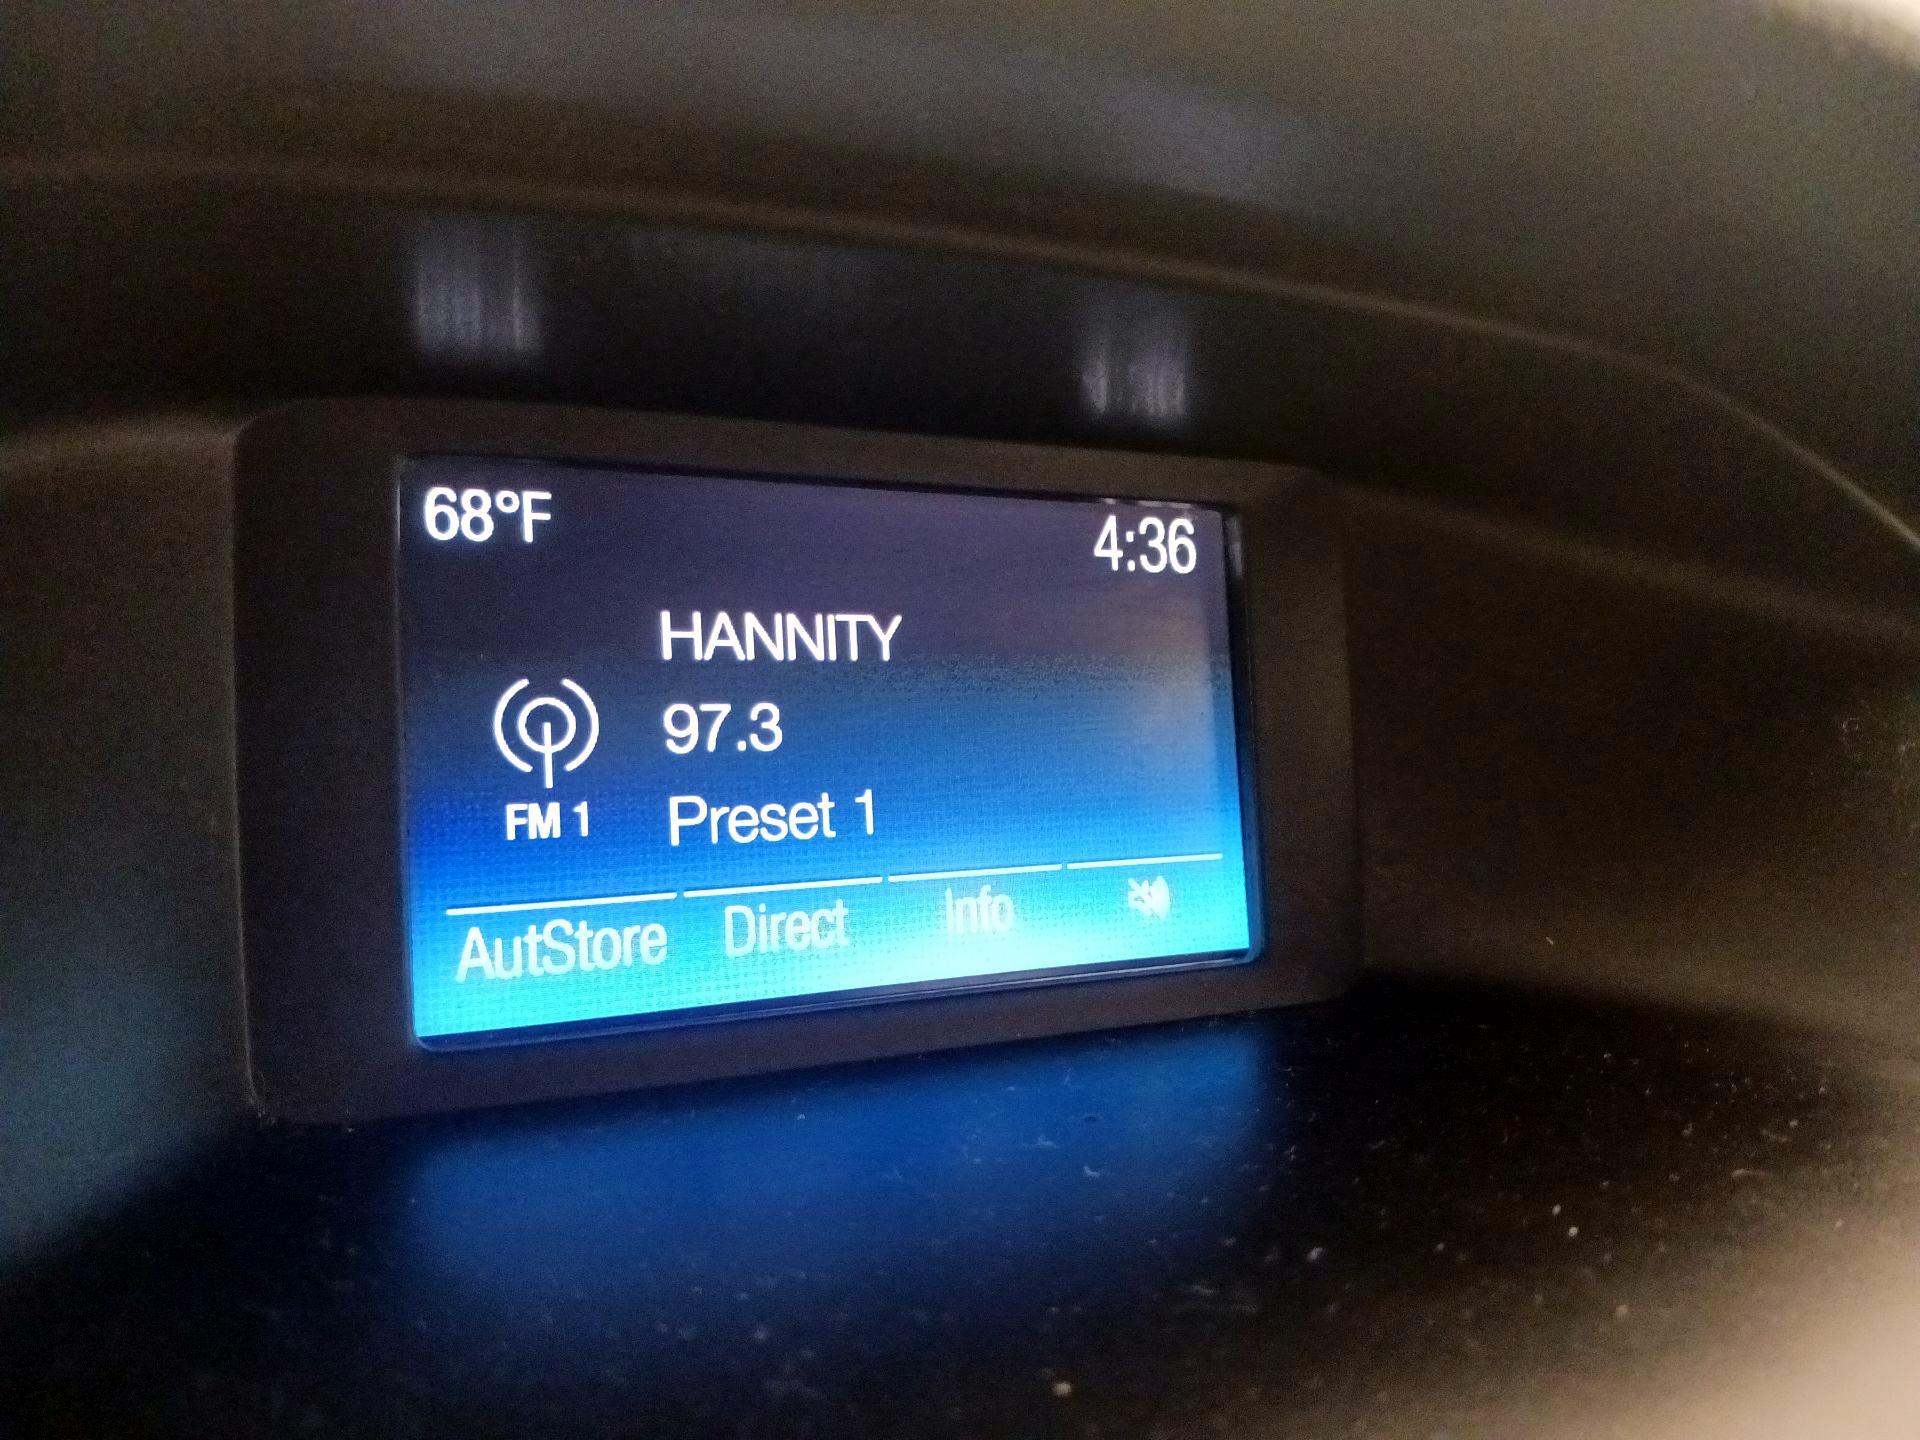 68°F 4:36
HANNITY
97.3
FM 1 Preset 1
AutStore Direct Info